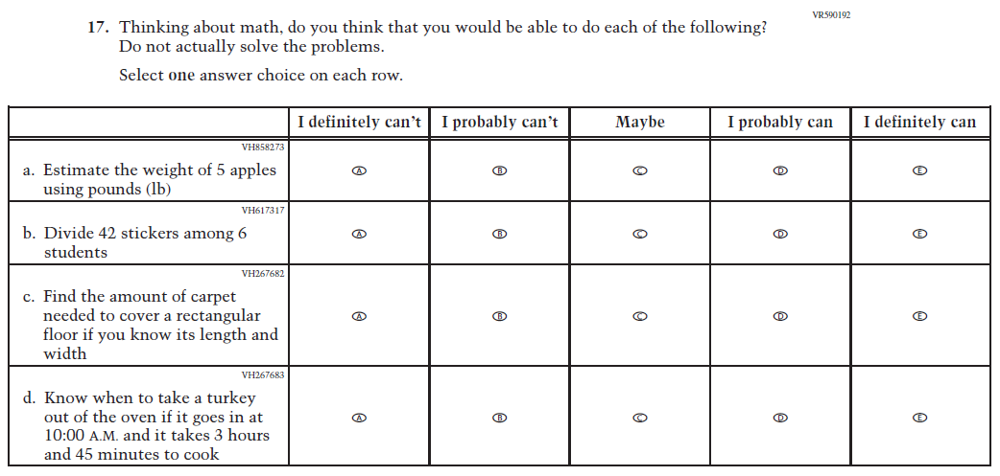 VR590192
17. Thinking about math, do you think that you would be able to do each of the following?
Do not actually solve the problems.
Select one answer choice on each row.
I definitely can't I probably can't Maybe I probably can I definitely can
VH858273
a. Estimate the weight of 5 apples
using pounds (lb)
A B C D E
VH617317
b. Divide 42 stickers among 6
students
A B C D E
VH267682
c. Find the amount of carpet
needed to cover a rectangular
floor if you know its length and
width
A B C D E
VH267683
d. Know when to take a turkey
out of the oven if it goes in at
10:00 A.M. and it takes 3 hours
and 45 minutes to cook
A B C D E